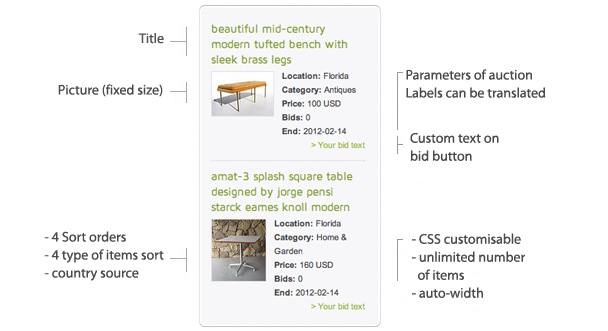 Title
Picture (fixed size)
- 4 Sort orders
- 4 type of items sort
- country source
beautiful mid-century
modern tufted bench with
sleek brass legs
Location: Florida
Category: Antiques
Price: 100 USD
Bids: 0
End: 2012-02-14
> Your bid text
amat-3 splash square table
designed by jorge pensi
starck eames knoll modern
Location: Florida
Category: Home &
Garden
Price: 160 USD
Bids: 0
End: 2012-02-14
> Your bid text
Parameters of auction
Labels can be translated
Custom text on
bid button
- CSS customisable
- unlimited number
of items
- auto-width